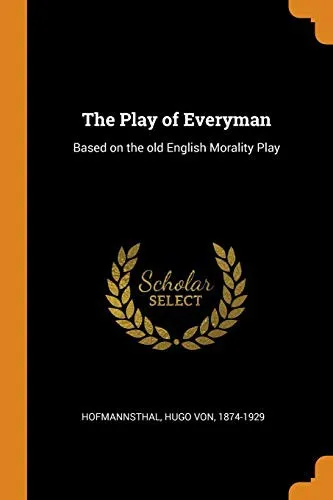 The Play of Everyman
Based on the old English Morality Play
Scholar
SELECT
HOFMANNSTHAL, HUGO VON, 1874-1929